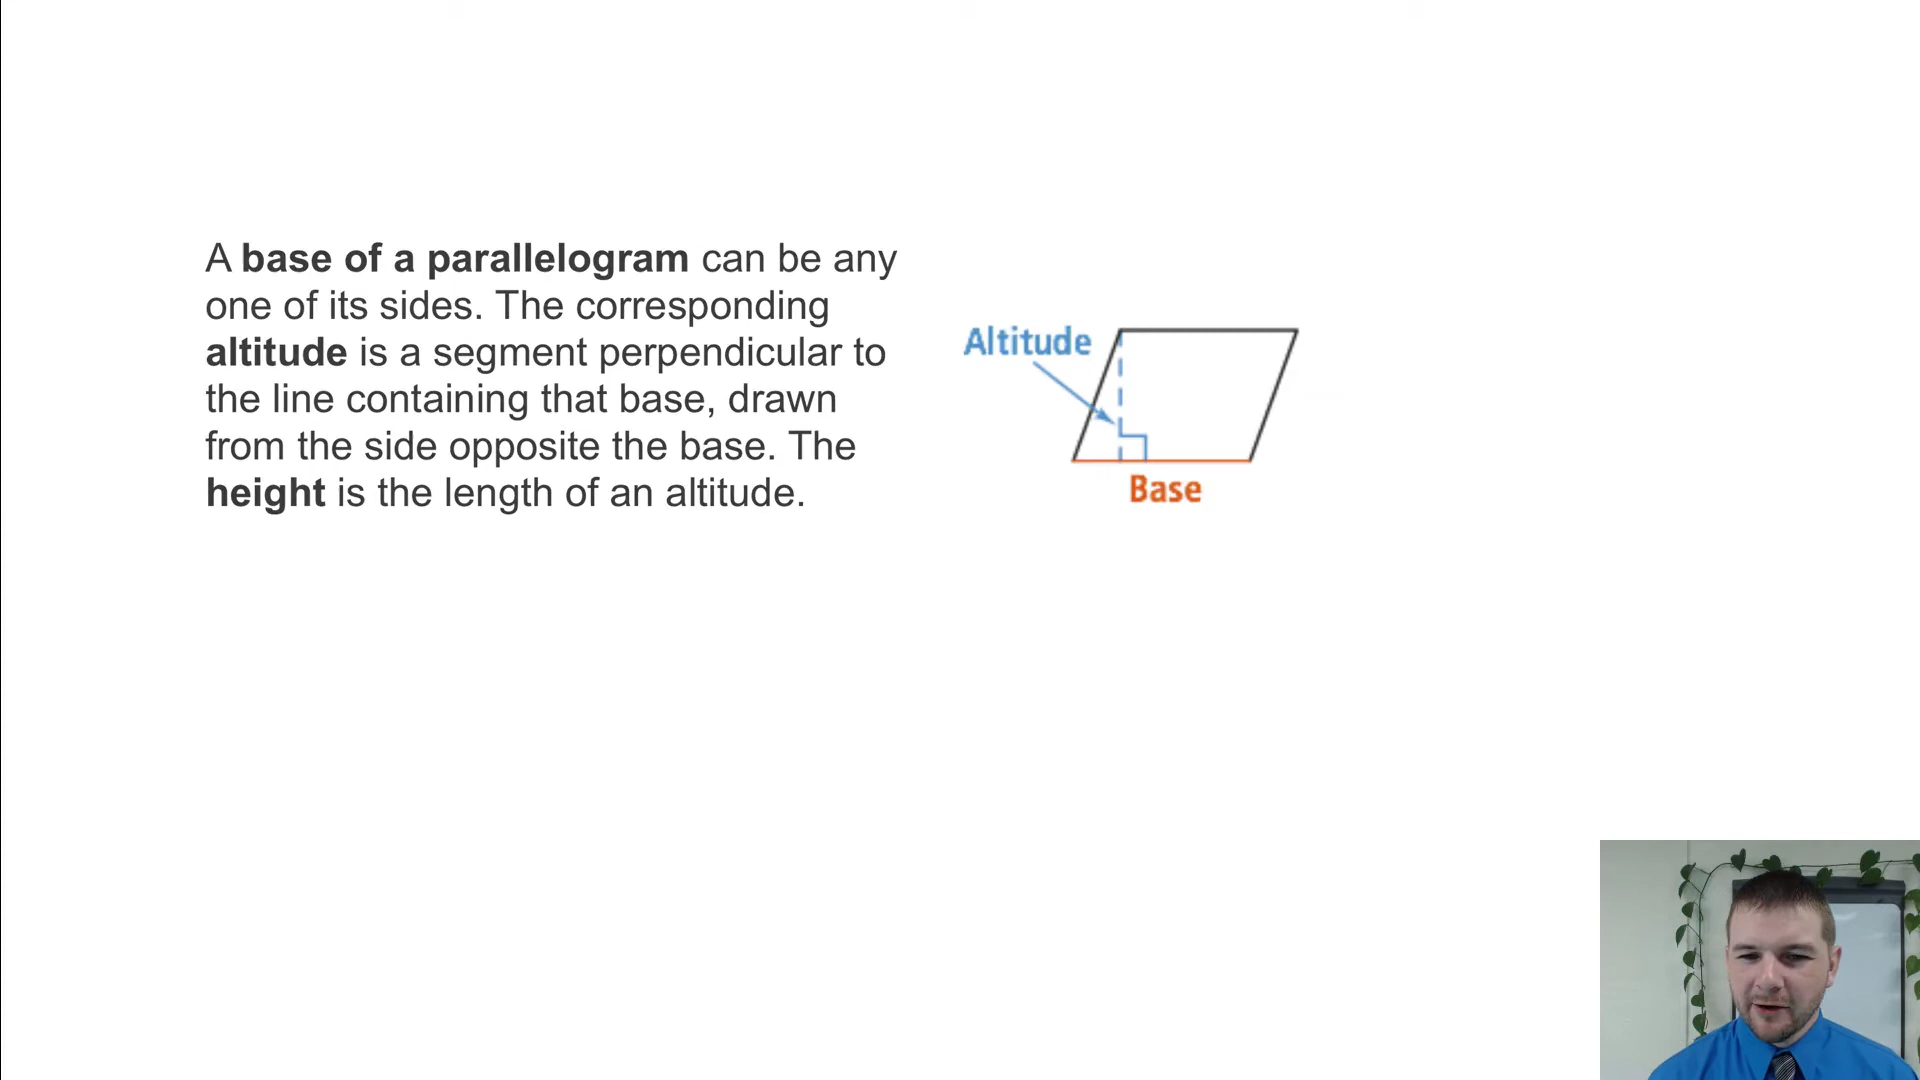 A base of a parallelogram can be any
one of its sides. The corresponding
altitude is a segment perpendicular to
the line containing that base, drawn
from the side opposite the base. The
height is the length of an altitude.
Altitude
Base